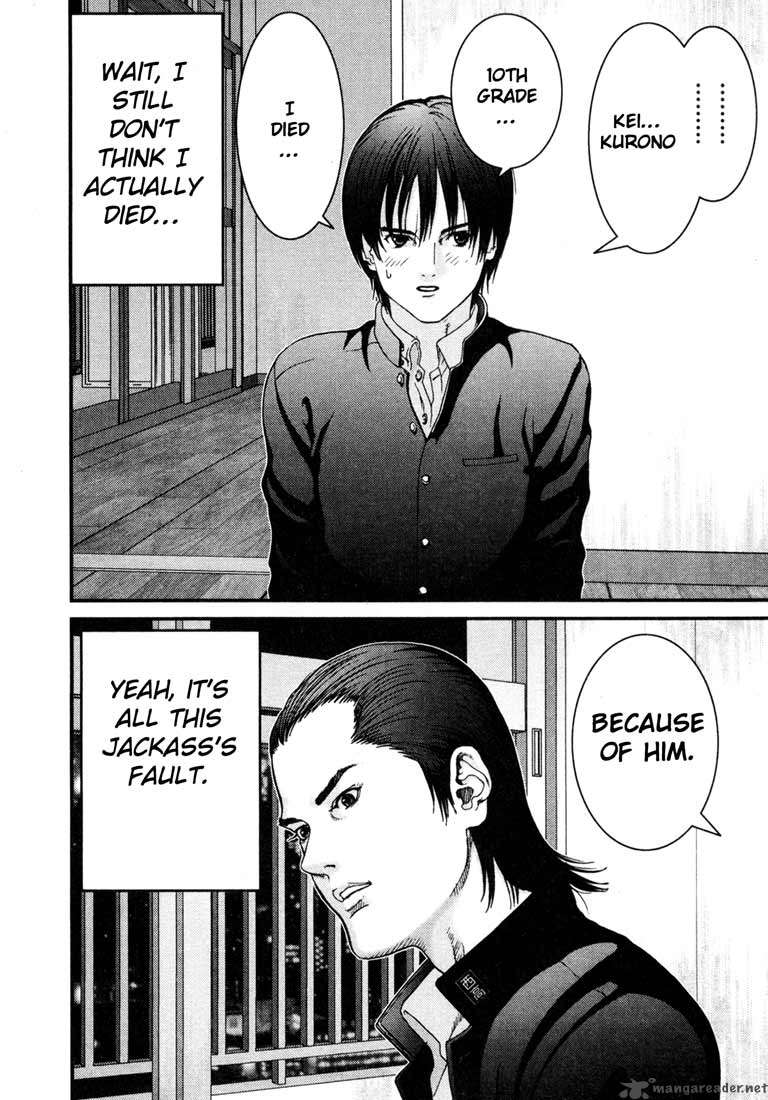 KEI...
KURONO
10TH
GRADE
...
I
DIED
...
WAIT, I
STILL
DON'T
THINK I
ACTUALLY
DIED...
BECAUSE
OF HIM.
YEAH, IT'S
ALL THIS
JACKASS'S
FAULT.
mangareader.net